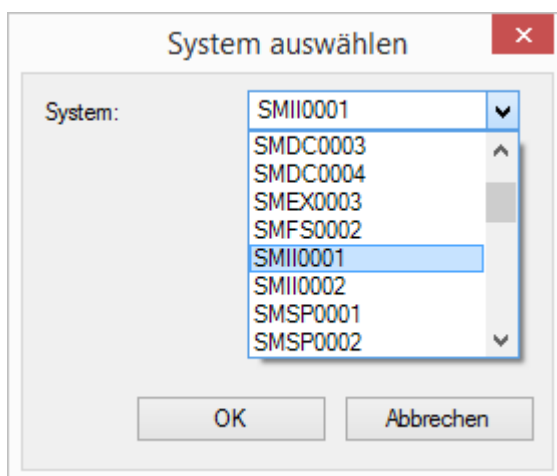 System auswählen
System:
SMII0001
SMDC0003
SMDC0004
SMEX0003
SMFS0002
SMII0001
SMII0002
SMSP0001
SMSP0002
OK
Abbrechen